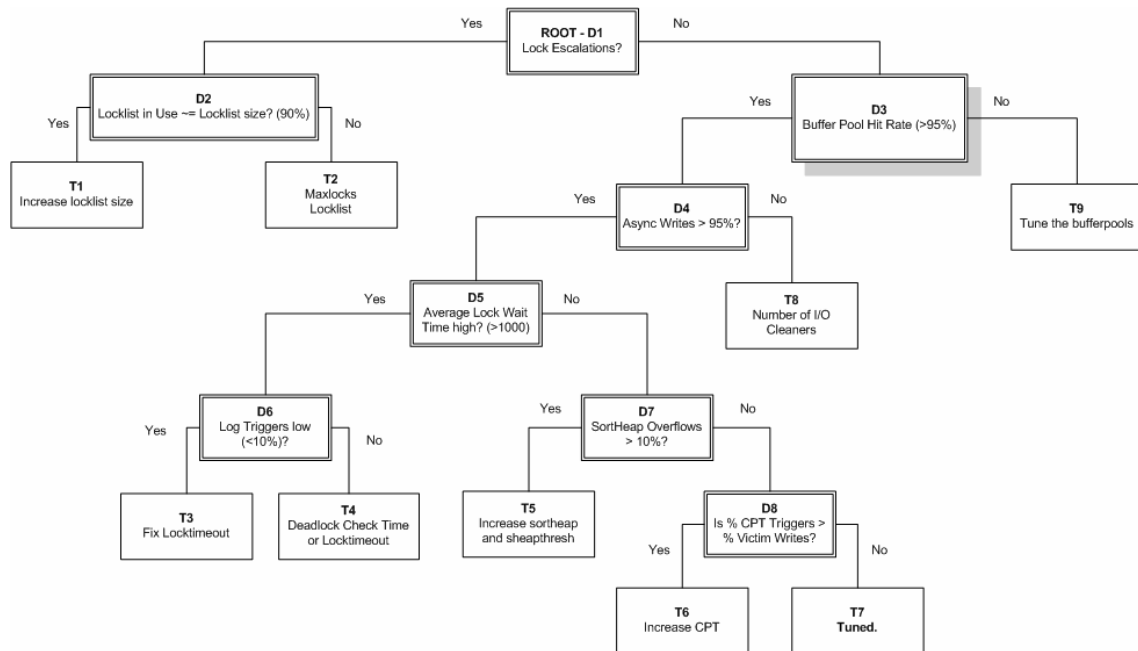 Yes
ROOT - D1
Lock Escalations?
No
D2
Locklist in Use ~= Locklist size? (90%)
Yes
D3
Buffer Pool Hit Rate (>95%)
No
Yes
No
T1
Increase locklist size
T2
Maxlocks
Locklist
Yes
D4
Async Writes > 95%?
No
T9
Tune the bufferpools
Yes
D5
Average Lock Wait
Time high? (>1000)
No
T8
Number of I/O
Cleaners
Yes
D6
Log Triggers low
(<10%)?
No
Yes
D7
SortHeap Overflows
> 10%?
No
T3
Fix Locktimeout
T4
Deadlock Check Time
or Locktimeout
T5
Increase sortheap
and sheapthresh
D8
Is % CPT Triggers >
% Victim Writes?
Yes
No
T6
Increase CPT
T7
Tuned.